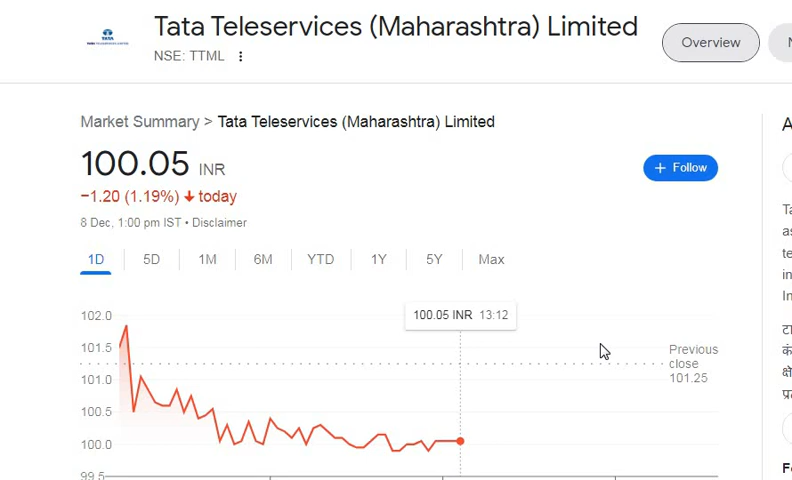 Tata Teleservices (Maharashtra) Limited
TATA
NSE: TTML
Overview
Market Summary > Tata Teleservices (Maharashtra) Limited
100.05 INR
+ Follow
−1.20 (1.19%) ↓ today
8 Dec, 1:00 pm IST • Disclaimer
1D 5D 1M 6M YTD 1Y 5Y Max
100.05 INR 13:12
102.0
101.5
101.0
100.5
100.0
99.5
Previous
close
101.25